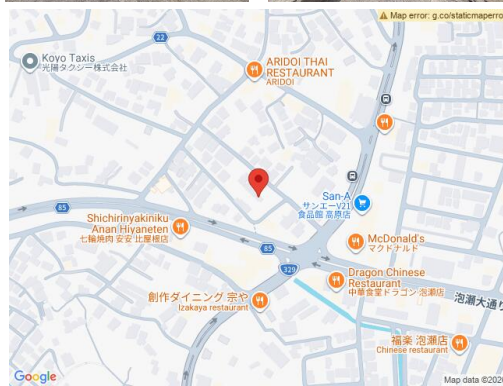 Map error: g.co/staticmaperro
22
Koyo Taxis
光陽タクシー株式会社
ARIDOI THAI
RESTAURANT
ARIDOI
San-A
サンエーV21
食品館 高原店
85
Shichirinyakiniku
Anan Hiyaneten
七輪焼肉 安安 比屋根店
85
McDonald's
マクドナルド
329
Dragon Chinese
Restaurant
中華食堂ドラゴン 泡瀬店
泡瀬大通り
創作ダイニング 宗や
Izakaya restaurant
福楽 泡瀬店
Chinese restaurant
Google
Map data ©202